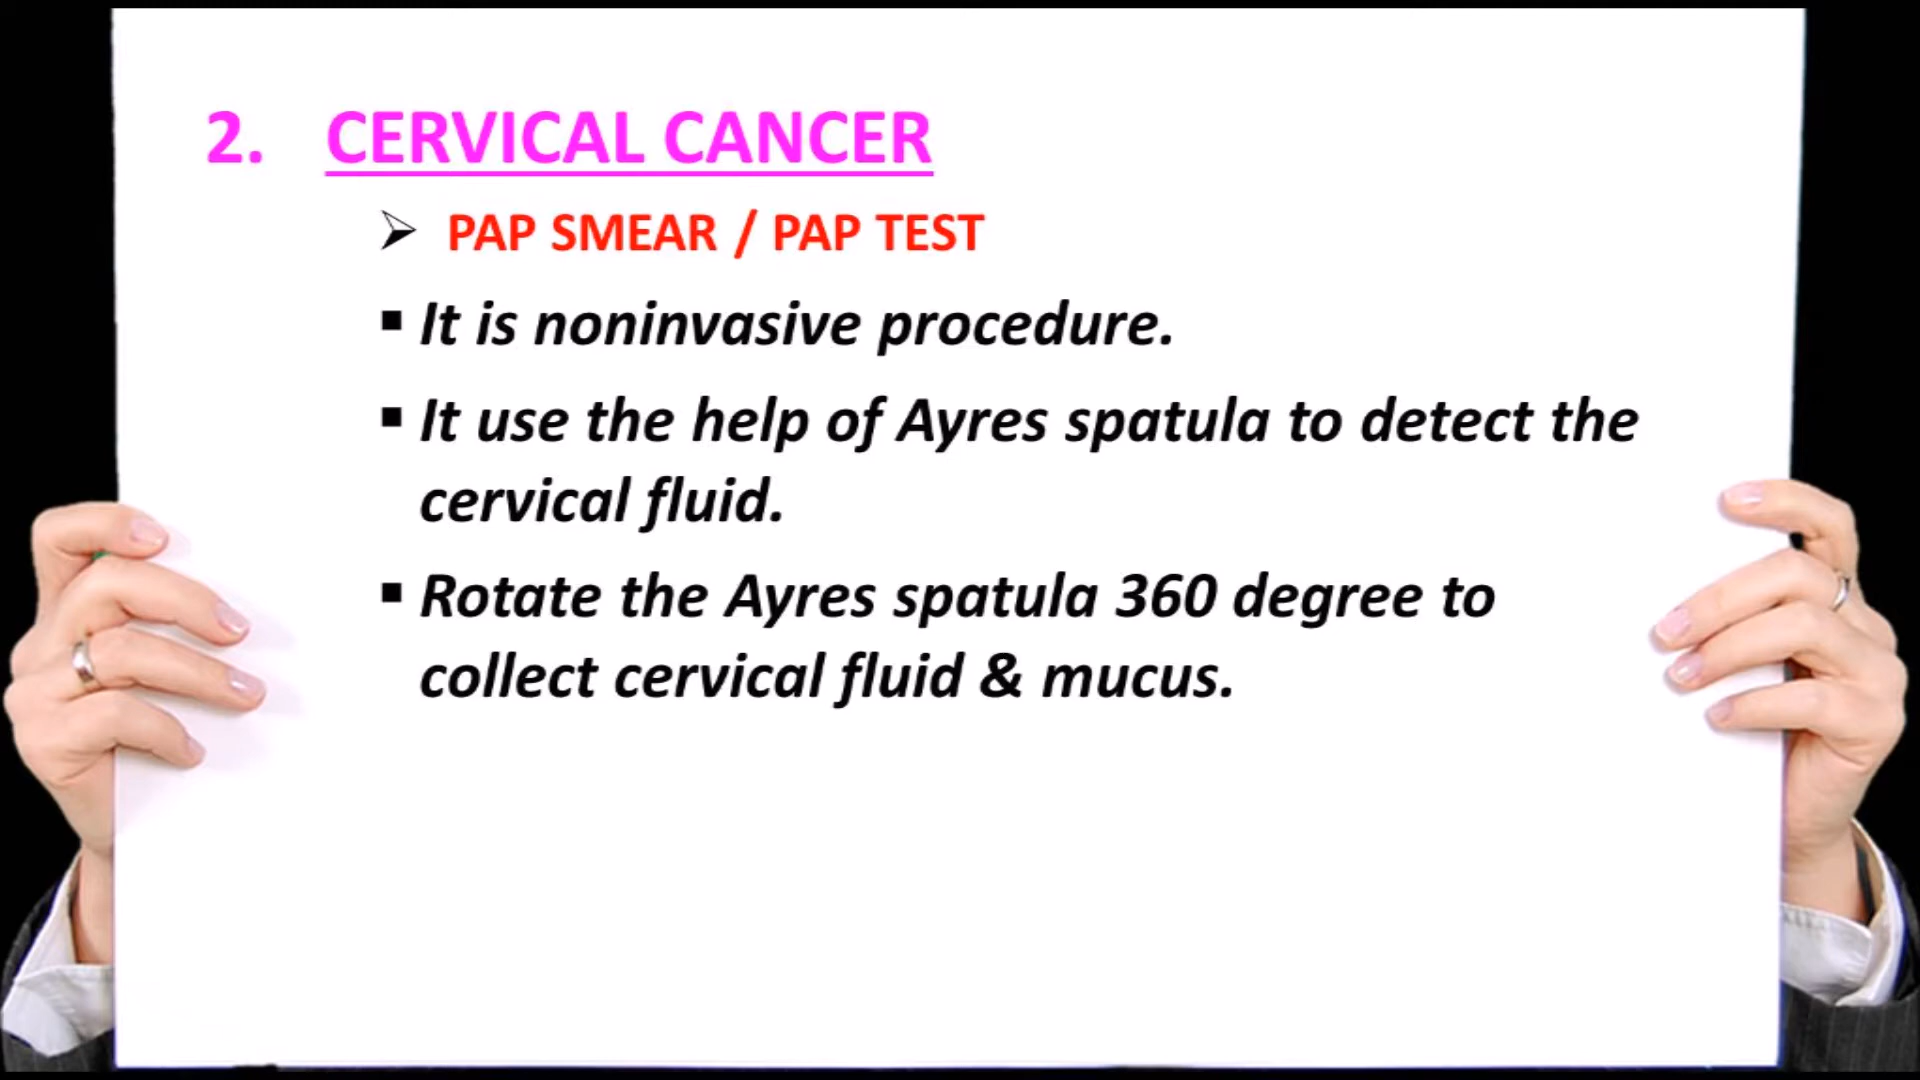 2. CERVICAL CANCER
➢ PAP SMEAR / PAP TEST
▪ It is noninvasive procedure.
▪ It use the help of Ayres spatula to detect the
cervical fluid.
▪ Rotate the Ayres spatula 360 degree to
collect cervical fluid & mucus.